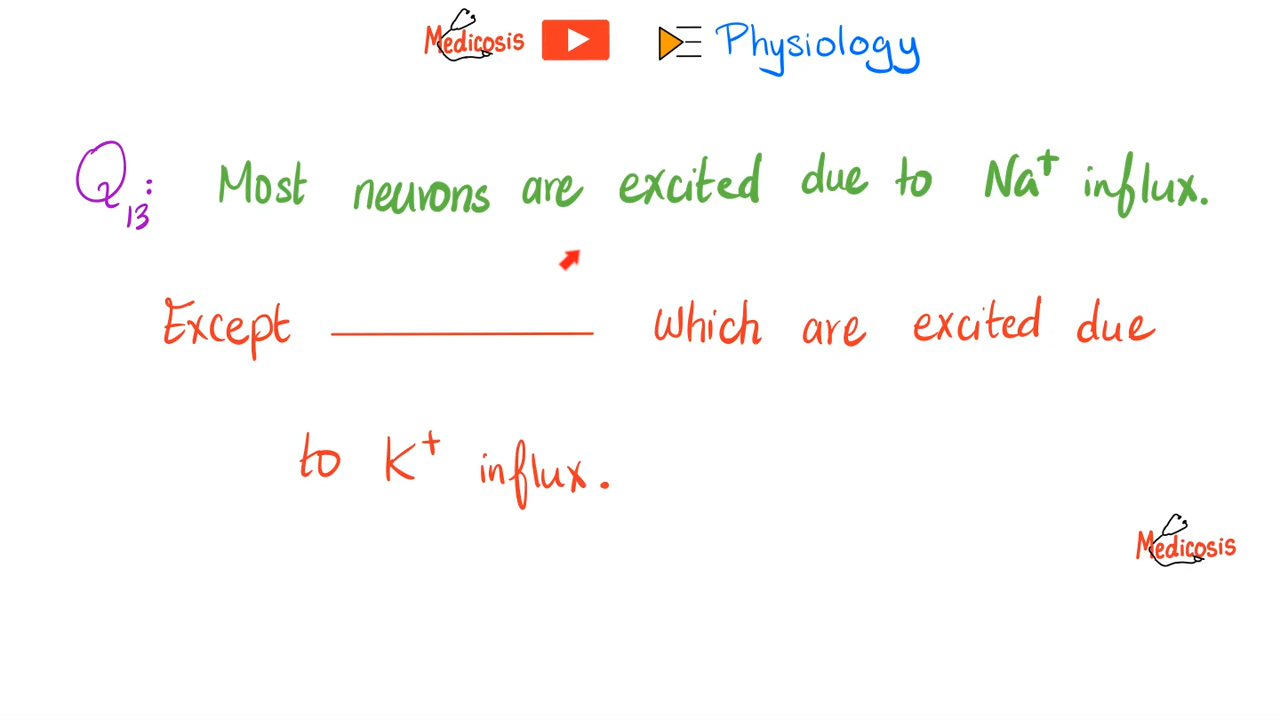 Medicosis Physiology
Q13: Most neurons are excited due to Na+ influx.
Except __________ which are excited due
to K+ influx.
Medicosis